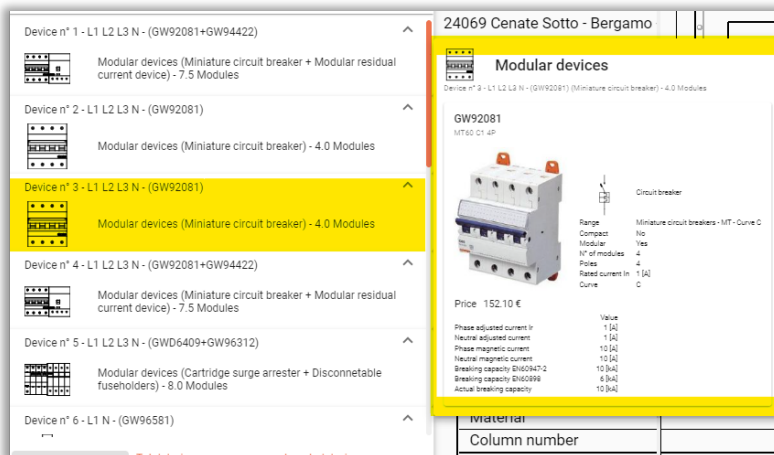 Device n° 1 - L1 L2 L3 N - (GW92081+GW94422)
Modular devices (Miniature circuit breaker + Modular residual
current device) - 7.5 Modules
Device n° 2 - L1 L2 L3 N - (GW92081)
Modular devices (Miniature circuit breaker) - 4.0 Modules
Device n° 3 - L1 L2 L3 N - (GW92081)
Modular devices (Miniature circuit breaker) - 4.0 Modules
Device n° 4 - L1 L2 L3 N - (GW92081+GW94422)
Modular devices (Miniature circuit breaker + Modular residual
current device) - 7.5 Modules
Device n° 5 - L1 L2 L3 N - (GWD6409+GW96312)
Modular devices (Cartridge surge arrester + Disconnetable
fuseholders) - 8.0 Modules
Device n° 6 - L1 N - (GW96581)
24069 Cenate Sotto - Bergamo
Modular devices
Device n° 3 - L1 L2 L3 N - (GW92081) (Miniature circuit breaker) - 4.0 Modules
GW92081
MT60 C1 4P
Circuit breaker
Range Miniature circuit breakers - MT - Curve C
Compact No
Modular Yes
N° of modules 4
Poles 4
Rated current In 1 [A]
Curve C
Price 152.10 €
Value
Phase adjusted current Ir 1 [A]
Neutral adjusted current 1 [A]
Phase magnetic current 10 [A]
Neutral magnetic current 10 [A]
Breaking capacity EN60947-2 10 [kA]
Breaking capacity EN60898 6 [kA]
Actual breaking capacity 10 [kA]
Material
Column number